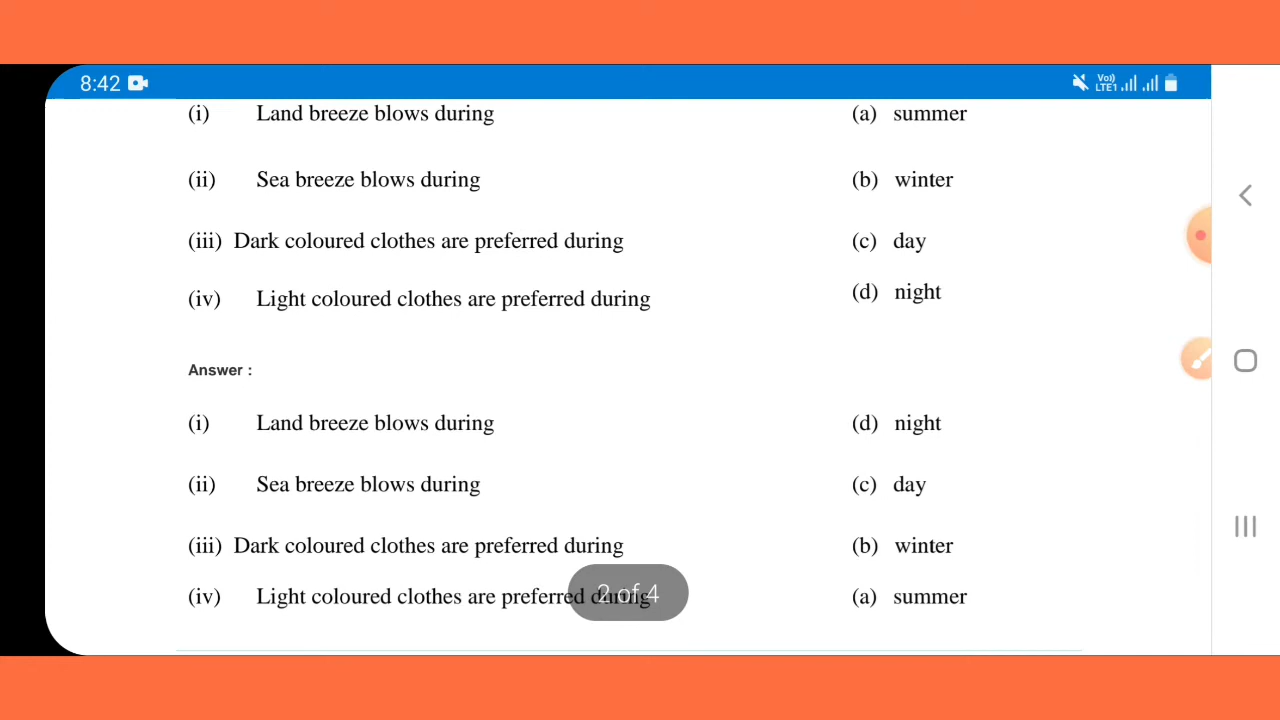 8:42 Vo)) LTE1
(i) Land breeze blows during (a) summer
(ii) Sea breeze blows during (b) winter
(iii) Dark coloured clothes are preferred during (c) day
(iv) Light coloured clothes are preferred during (d) night
Answer :
(i) Land breeze blows during (d) night
(ii) Sea breeze blows during (c) day
(iii) Dark coloured clothes are preferred during (b) winter
(iv) Light coloured clothes are preferred during (a) summer
2 of 4